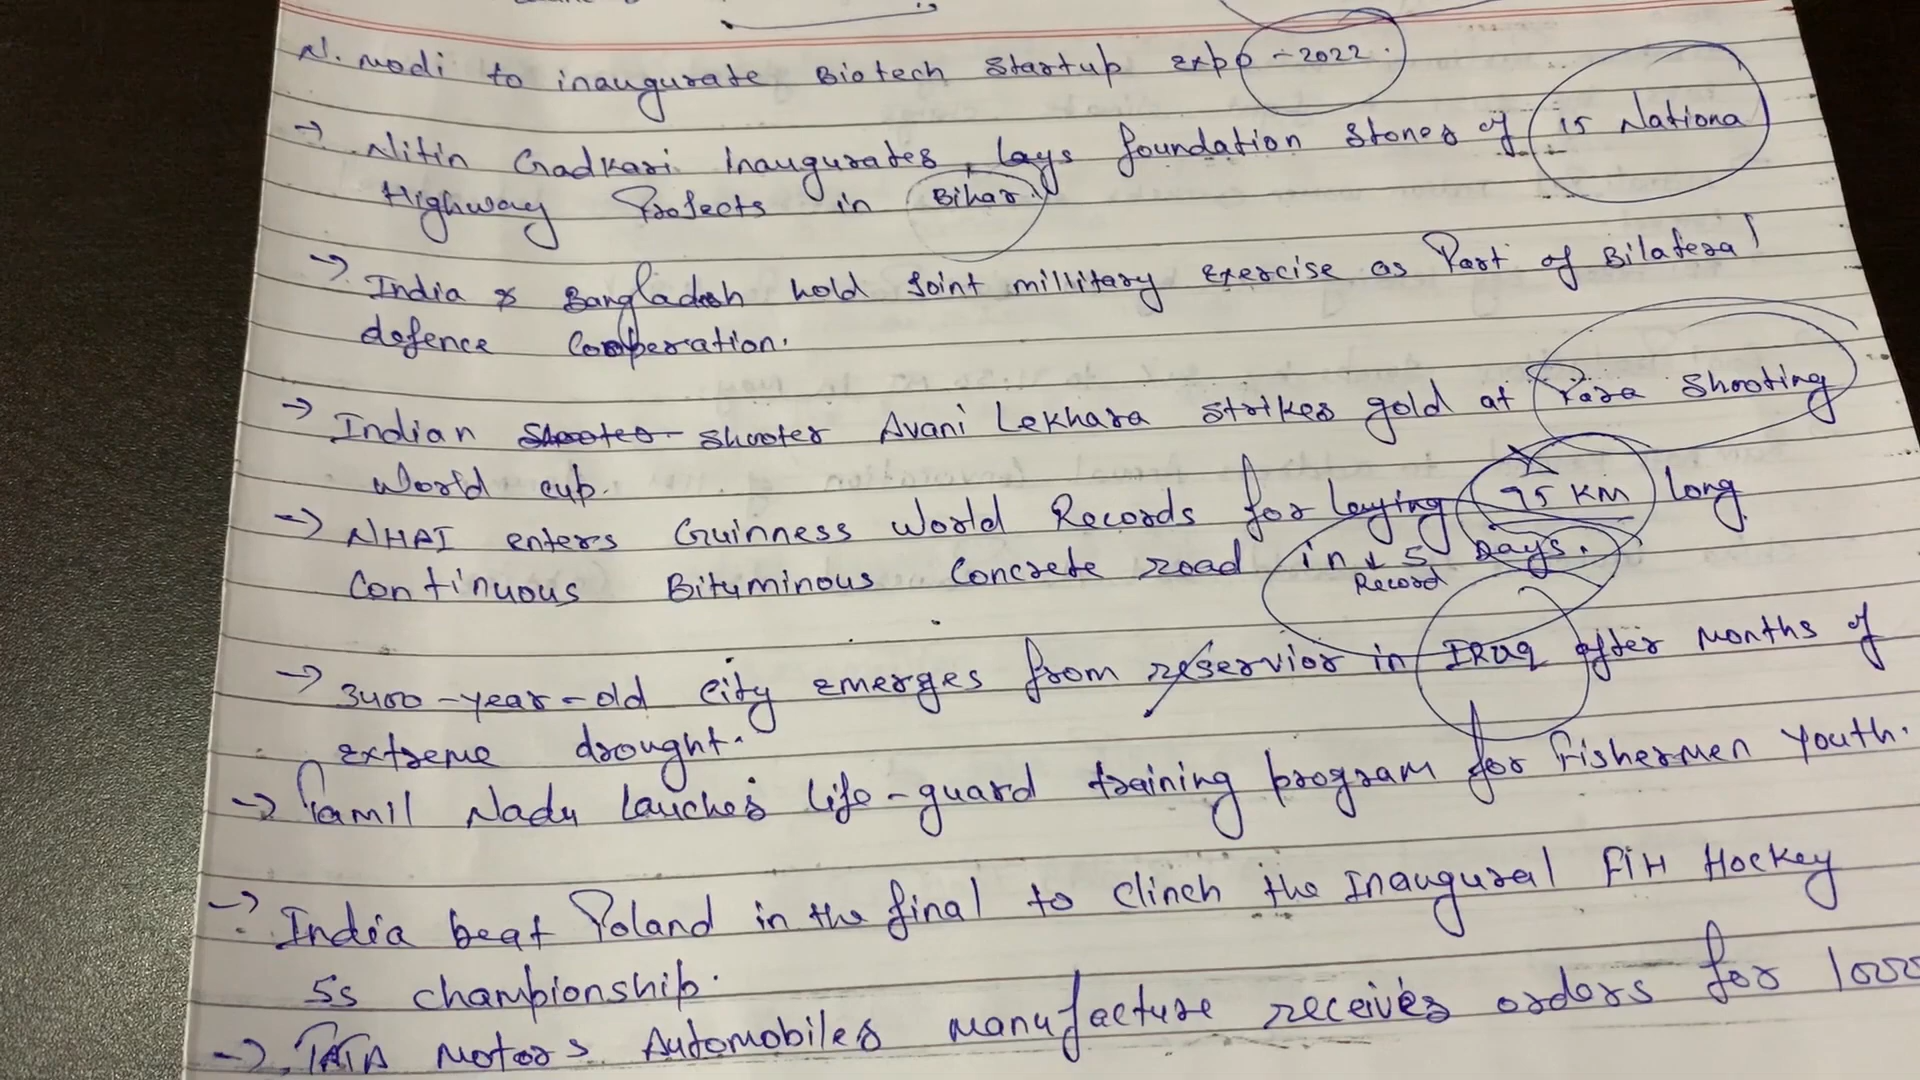 N. Modi to inaugurate Biotech Startup Expo - 2022.
→ Nitin Gadkari Inaugurates, lays foundation Stones of 15 Nationa
Highway Projects in Bihar.
→ India & Bangladesh hold Joint millitary Exercise as Part of Bilateral
defence Cooperation.
→ Indian Shooter shooter Avani Lekhara strikes gold at Para Shooting
World cup.
→ NHAI enters Guinness World Records for laying 75 KM long
Continuous Bituminous Concrete road in 5 Days.
Record
→ 3400-year-old city emerges from reservior in IRaq after months of
extreme drought.
→ Tamil Nadu Lauches life-guard training program for Fishermen youth.
→ India beat Poland in the final to clinch the Inaugural FiH Hockey
5s championship.
→ TATA Motors Automobiles manufacture receives orders for 1000